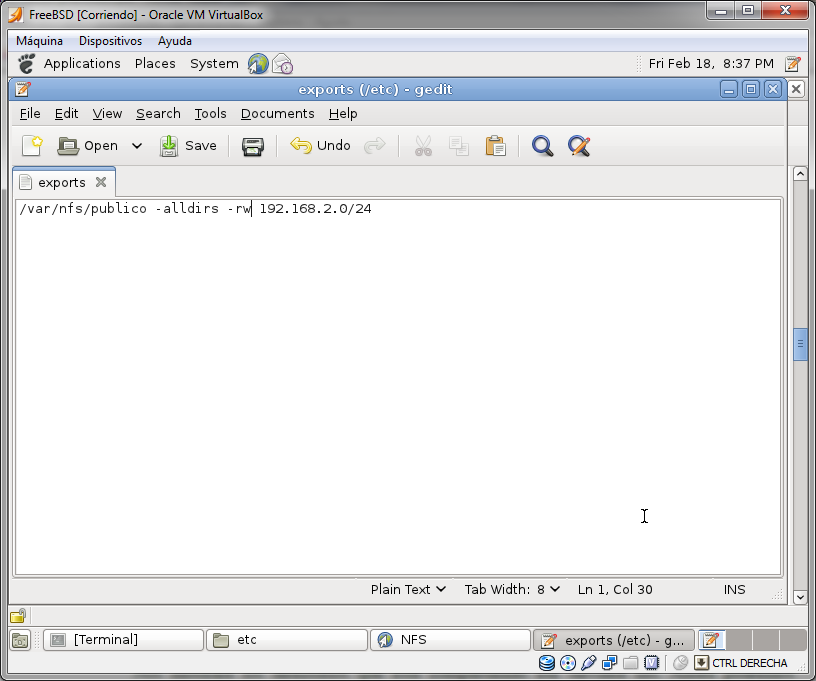 FreeBSD [Corriendo] - Oracle VM VirtualBox
Máquina Dispositivos Ayuda
Applications Places System Fri Feb 18, 8:37 PM
exports (/etc) - gedit
File Edit View Search Tools Documents Help
Open Save Undo
exports
/var/nfs/publico -alldirs -rw 192.168.2.0/24
Plain Text Tab Width: 8 Ln 1, Col 30 INS
[Terminal] etc NFS exports (/etc) - g...
CTRL DERECHA